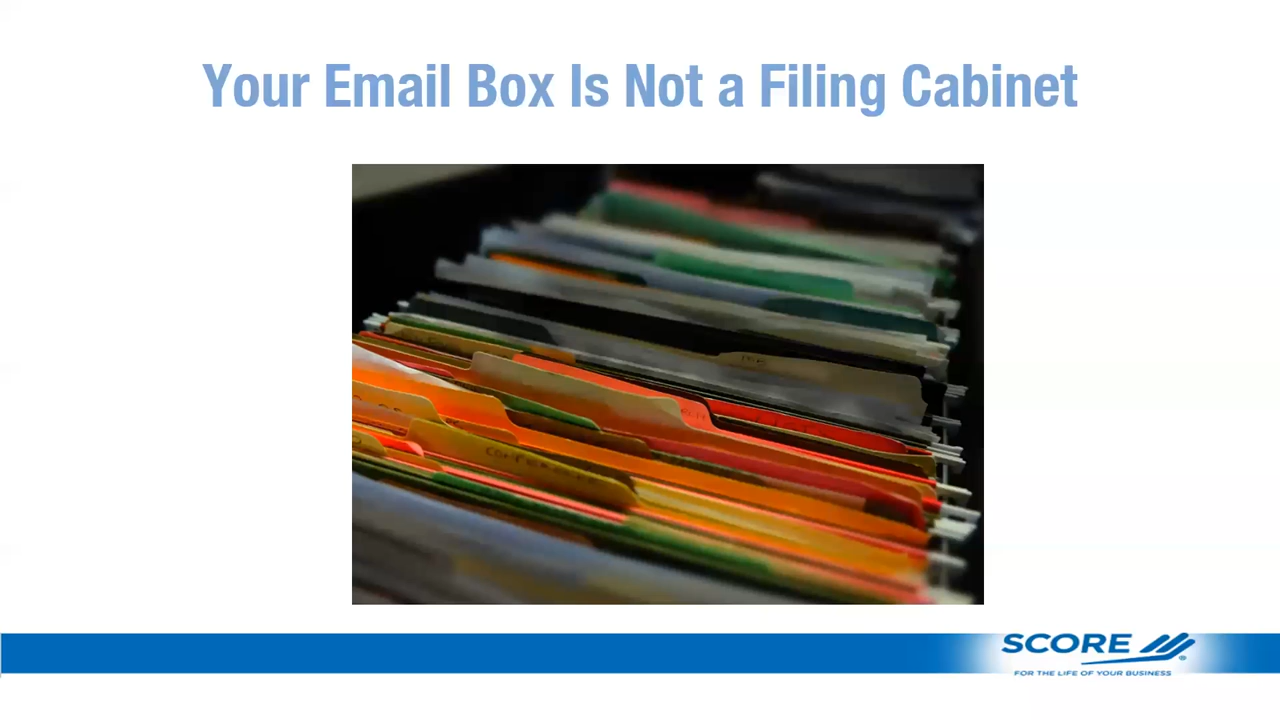 Your Email Box Is Not a Filing Cabinet
SCORE
FOR THE LIFE OF YOUR BUSINESS